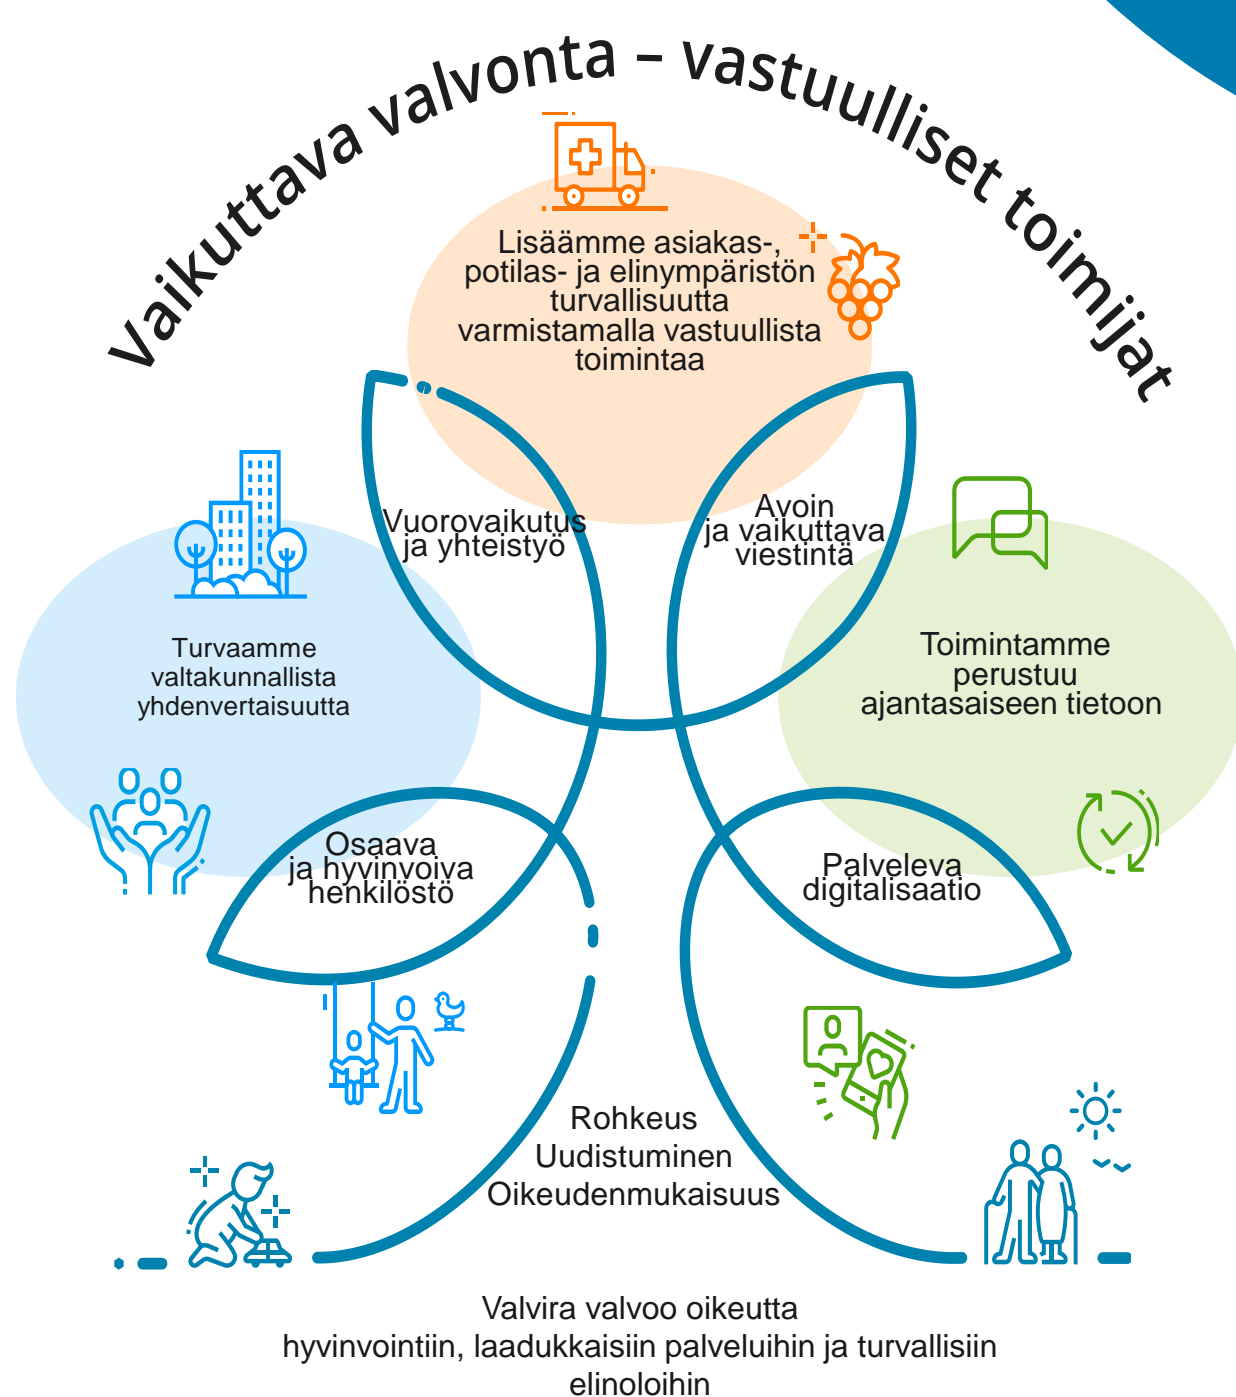 Vaikuttava valvonta – vastuulliset toimijat
Lisäämme asiakas-,
potilas- ja elinympäristön
turvallisuutta
varmistamalla vastuullista
toimintaa
Vuorovaikutus
ja yhteistyö
Avoin
ja vaikuttava
viestintä
Turvaamme
valtakunnallista
yhdenvertaisuutta
Toimintamme
perustuu
ajantasaiseen tietoon
Osaava
ja hyvinvoiva
henkilöstö
Palveleva
digitalisaatio
Rohkeus
Uudistuminen
Oikeudenmukaisuus
Valvira valvoo oikeutta
hyvinvointiin, laadukkaisiin palveluihin ja turvallisiin
elinoloihin